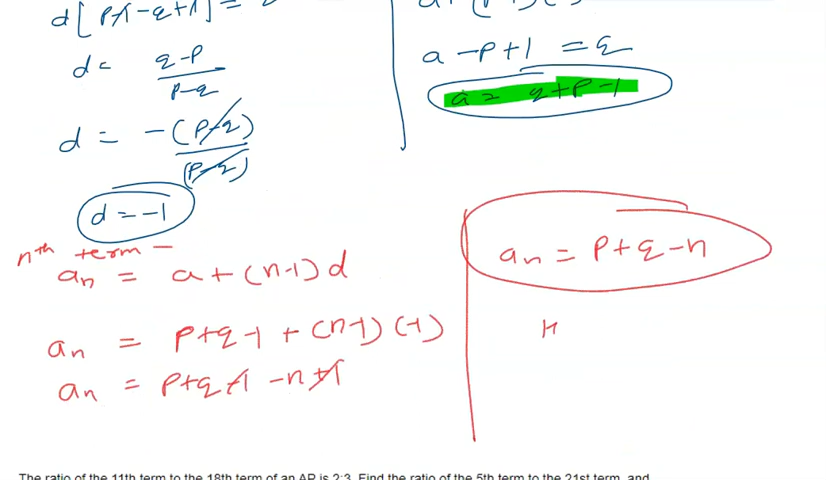 d[p-1-q+1] =
d = q-p / p-q
d = -(p-q) / (p-q)
d = -1
a - p + 1 = q
a = q + p - 1
nth term -
an = a + (n-1) d
an = p+q-1 + (n-1) (-1)
an = p+q-1 -n+1
an = p+q-n
H
The ratio of the 11th term to the 18th term of an AP is 2:3. Find the ratio of the 5th term to the 21st term, and